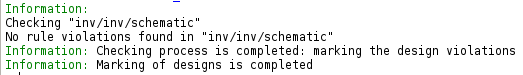 Information:
Checking "inv/inv/schematic"
No rule violations found in "inv/inv/schematic"
Information: Checking process is completed: marking the design violations
Information: Marking of designs is completed